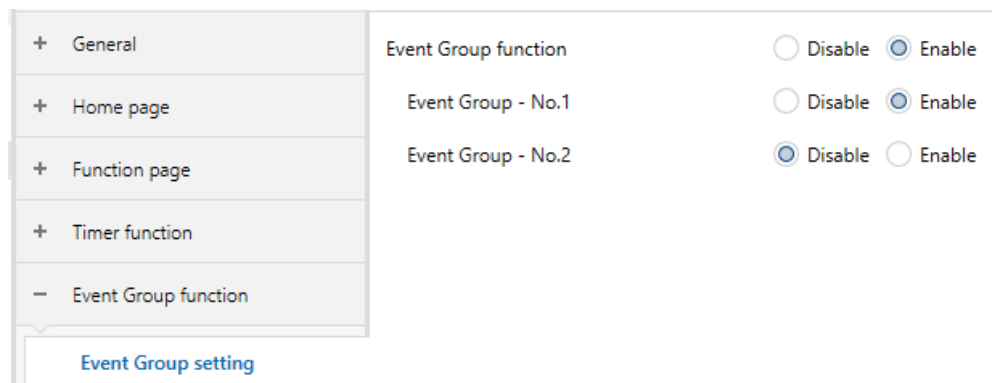 General
Home page
Function page
Timer function
Event Group function
Event Group setting
Event Group function Disable Enable
Event Group - No.1 Disable Enable
Event Group - No.2 Disable Enable